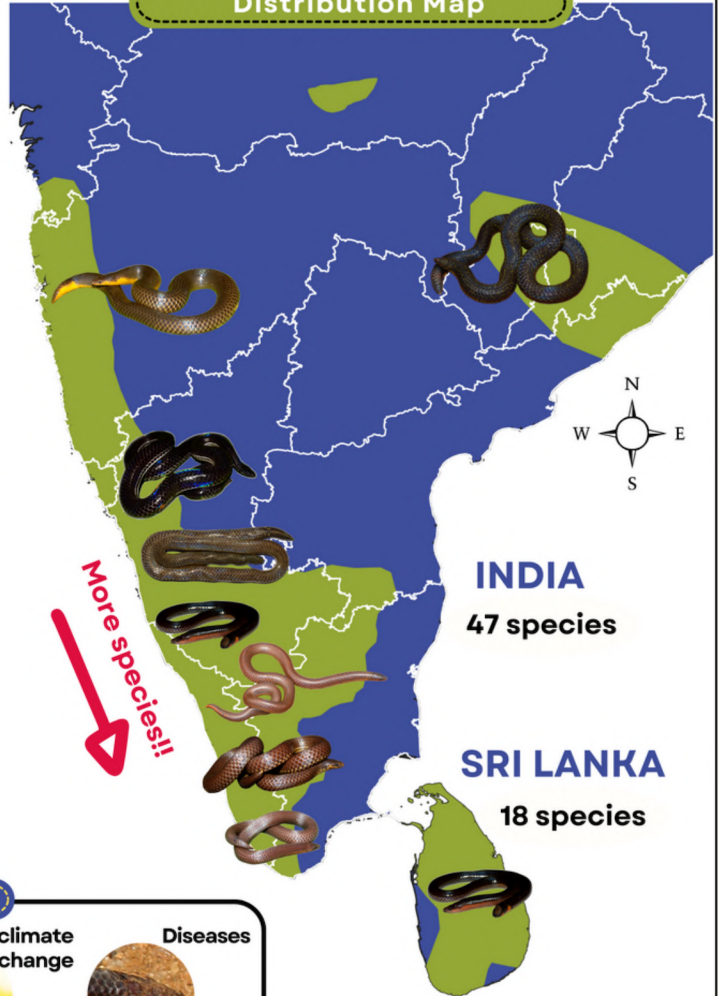 Distribution Map
N
W E
S
INDIA
47 species
More species!!
SRI LANKA
18 species
climate
change
Diseases